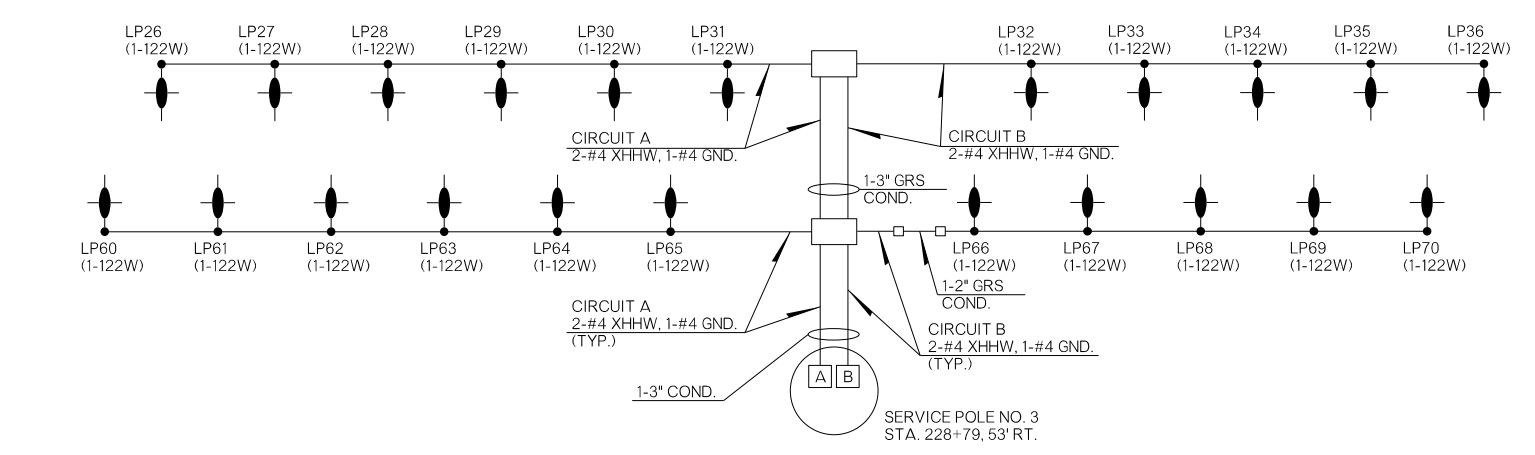 LP26
(1-122W)
LP27
(1-122W)
LP28
(1-122W)
LP29
(1-122W)
LP30
(1-122W)
LP31
(1-122W)
LP32
(1-122W)
LP33
(1-122W)
LP34
(1-122W)
LP35
(1-122W)
LP36
(1-122W)
CIRCUIT A
2-#4 XHHW, 1-#4 GND.
CIRCUIT B
2-#4 XHHW, 1-#4 GND.
1-3" GRS
COND.
LP60
(1-122W)
LP61
(1-122W)
LP62
(1-122W)
LP63
(1-122W)
LP64
(1-122W)
LP65
(1-122W)
LP66
(1-122W)
LP67
(1-122W)
LP68
(1-122W)
LP69
(1-122W)
LP70
(1-122W)
1-2" GRS
COND.
CIRCUIT A
2-#4 XHHW, 1-#4 GND.
(TYP.)
CIRCUIT B
2-#4 XHHW, 1-#4 GND.
(TYP.)
1-3" COND.
A
B
SERVICE POLE NO. 3
STA. 228+79, 53' RT.